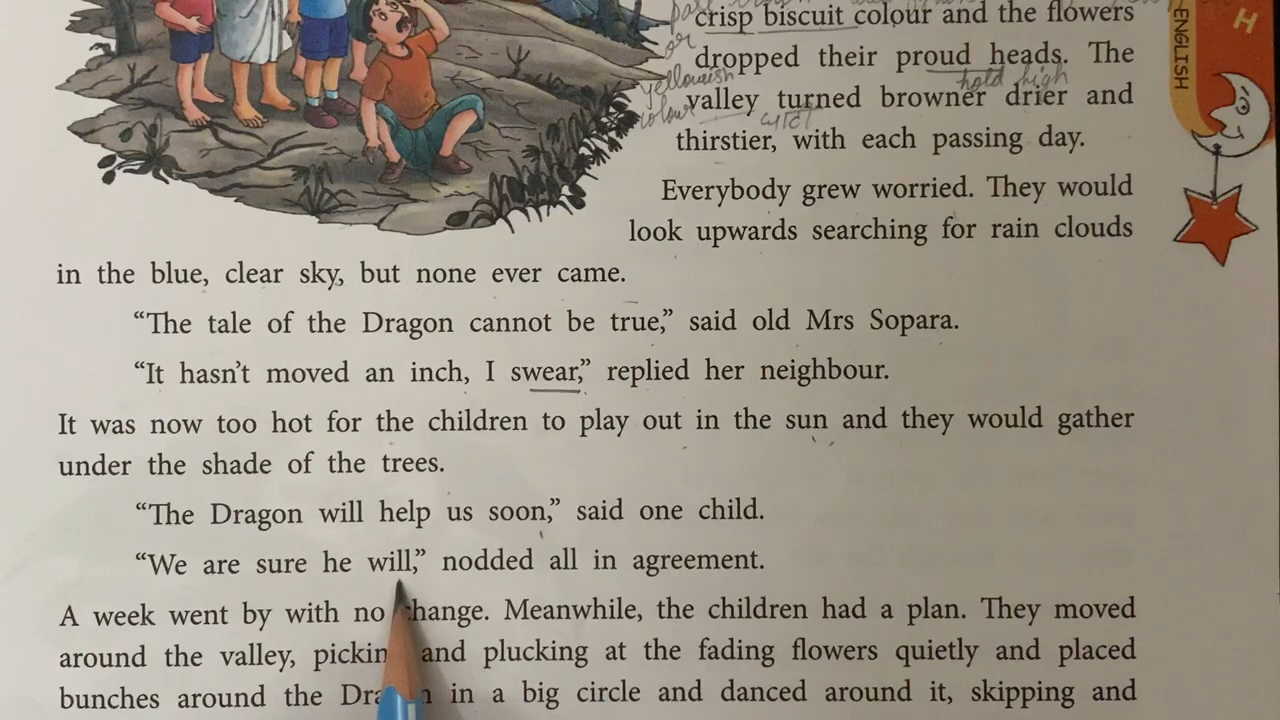 crisp biscuit colour and the flowers
or
dropped their proud heads. The
yellowish
hold high
colour
valley turned browner drier and
thirstier, with each passing day.
Everybody grew worried. They would
look upwards searching for rain clouds
in the blue, clear sky, but none ever came.
“The tale of the Dragon cannot be true,” said old Mrs Sopara.
“It hasn’t moved an inch, I swear,” replied her neighbour.
It was now too hot for the children to play out in the sun and they would gather
under the shade of the trees.
“The Dragon will help us soon,” said one child.
“We are sure he will,” nodded all in agreement.
A week went by with no change. Meanwhile, the children had a plan. They moved
around the valley, pickin and plucking at the fading flowers quietly and placed
bunches around the Dra n in a big circle and danced around it, skipping and
-ENGLISH
H